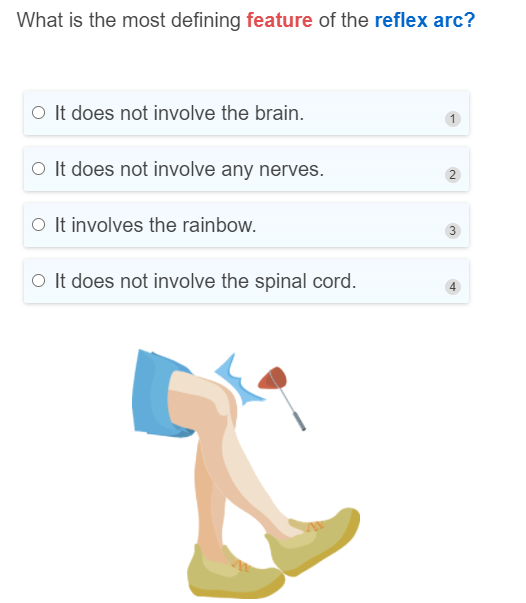 What is the most defining feature of the reflex arc?
It does not involve the brain.
1
It does not involve any nerves.
2
It involves the rainbow.
3
It does not involve the spinal cord.
4